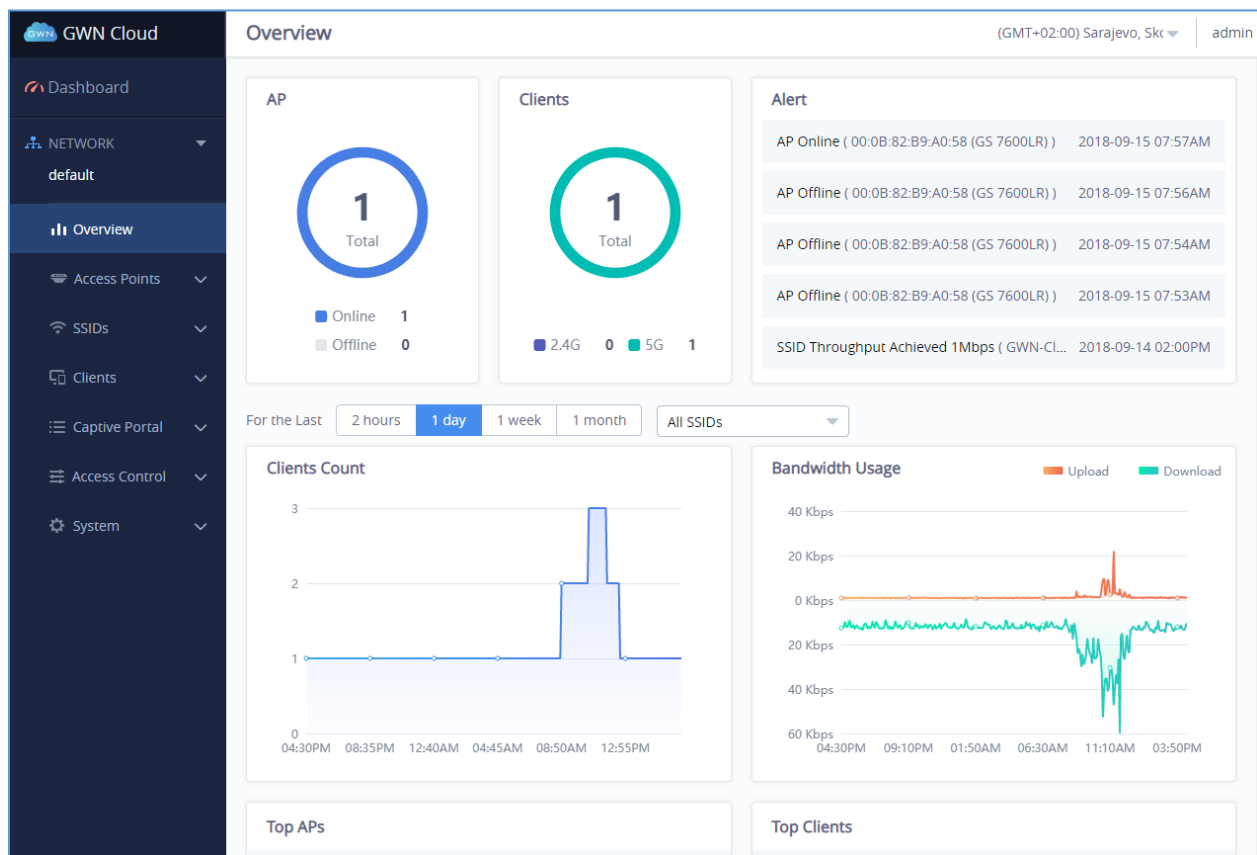 GWN GWN Cloud
Overview
(GMT+02:00) Sarajevo, Skc
admin
Dashboard
NETWORK
default
Overview
Access Points
SSIDs
Clients
Captive Portal
Access Control
System
AP
1
Total
Online 1
Offline 0
Clients
1
Total
2.4G 0 5G 1
Alert
AP Online ( 00:0B:82:B9:A0:58 (GS 7600LR) ) 2018-09-15 07:57AM
AP Offline ( 00:0B:82:B9:A0:58 (GS 7600LR) ) 2018-09-15 07:56AM
AP Offline ( 00:0B:82:B9:A0:58 (GS 7600LR) ) 2018-09-15 07:54AM
AP Offline ( 00:0B:82:B9:A0:58 (GS 7600LR) ) 2018-09-15 07:53AM
SSID Throughput Achieved 1Mbps ( GWN-Cl... 2018-09-14 02:00PM
For the Last 2 hours 1 day 1 week 1 month All SSIDs
Clients Count
3
2
1
0
04:30PM 08:35PM 12:40AM 04:45AM 08:50AM 12:55PM
Bandwidth Usage Upload Download
40 Kbps
20 Kbps
0 Kbps
20 Kbps
40 Kbps
60 Kbps
04:30PM 09:10PM 01:50AM 06:30AM 11:10AM 03:50PM
Top APs
Top Clients